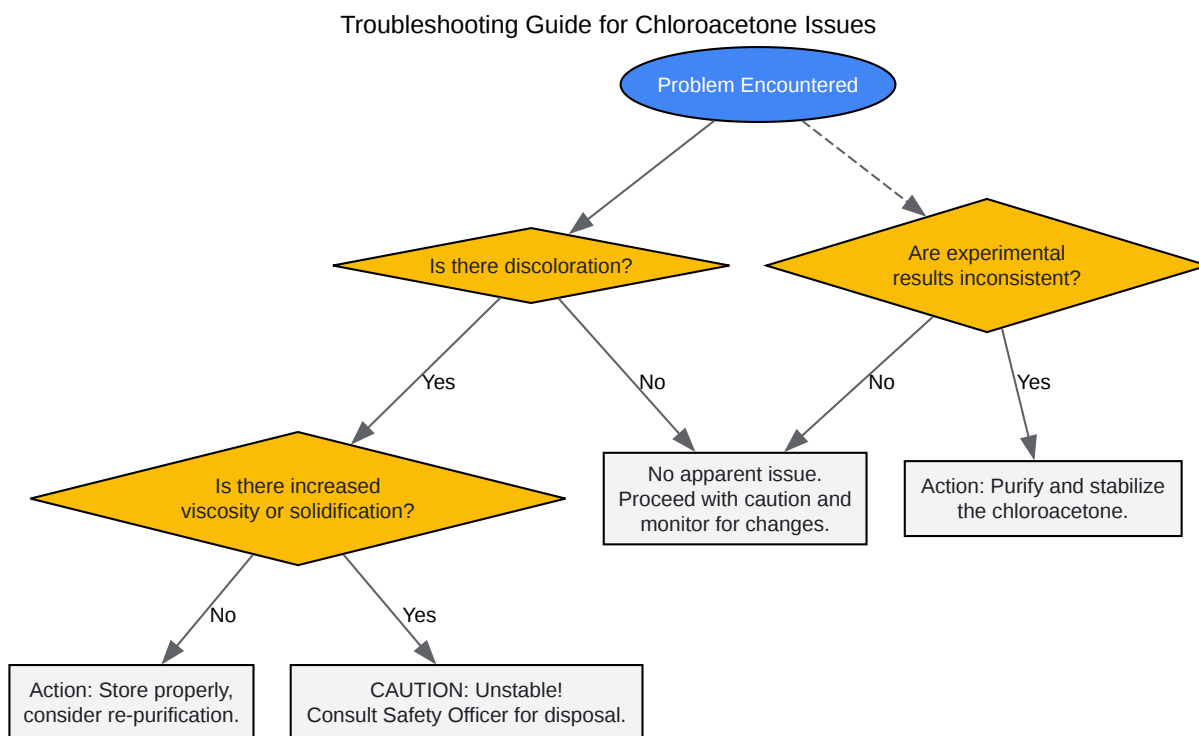 Troubleshooting Guide for Chloroacetone Issues
Problem Encountered
Is there discoloration?
Are experimental
results inconsistent?
Yes
No
No
Yes
Is there increased
viscosity or solidification?
No apparent issue.
Proceed with caution and
monitor for changes.
Action: Purify and stabilize
the chloroacetone.
No
Yes
Action: Store properly,
consider re-purification.
CAUTION: Unstable!
Consult Safety Officer for disposal.